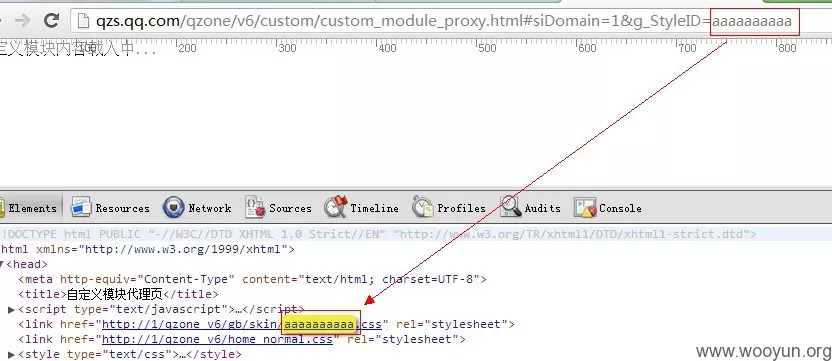 qzs.qq.com/qzone/v6/custom/custom_module_proxy.html#siDomain=1&g_StyleID=aaaaaaaaaa
定义模块内容载入中...
100 200 300 400 500 600 700 800
Elements Resources Network Sources Timeline Profiles Audits Console
!DOCTYPE html PUBLIC "-//W3C//DTD XHTML 1.0 Strict//EN" "http://www.w3.org/TR/xhtml1/DTD/xhtml1-strict.dtd">
html xmlns="http://www.w3.org/1999/xhtml">
▼<head>
<meta http-equiv="Content-Type" content="text/html; charset=UTF-8">
<title>自定义模块代理页</title>
▶<script type="text/javascript">…</script>
<link href="http://1/qzone_v6/gb/skin/aaaaaaaaaa.css" rel="stylesheet">
<link href="http://1/qzone_v6/home_normal.css" rel="stylesheet">
▶<style type="text/css">…</style>
www.wooyun.org